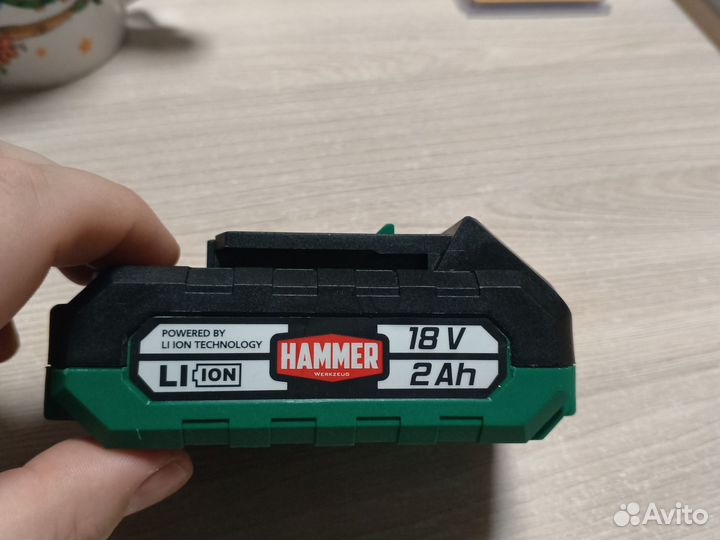 POWERED BY
LI ION TECHNOLOGY
LI ION
HAMMER
WERKZEUG
18 V
2 Ah
Avito